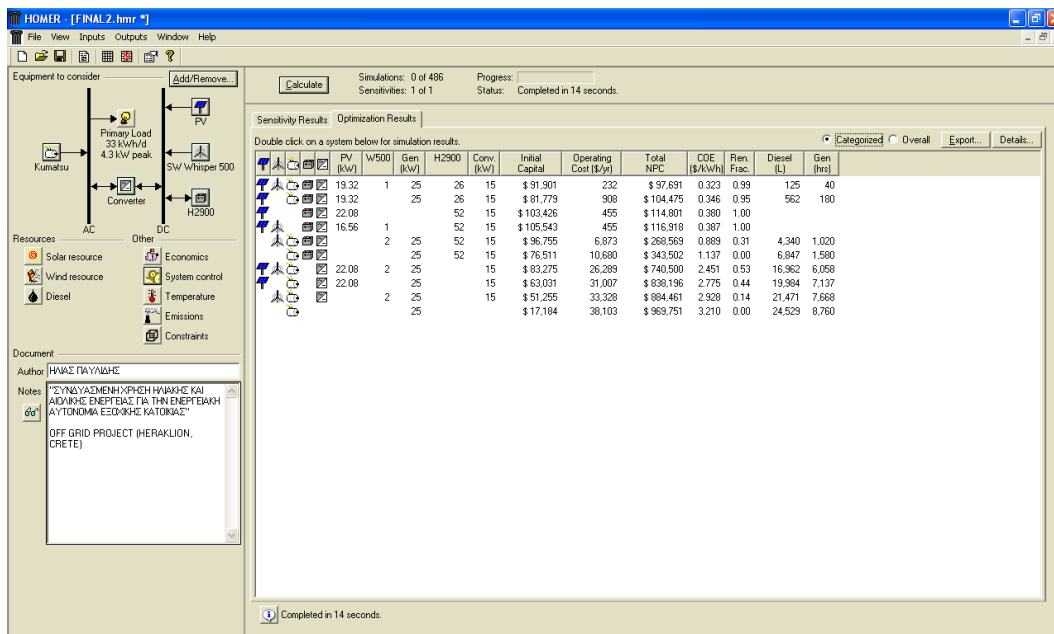 HOMER - [FINAL2.hmr *]
File View Inputs Outputs Window Help
Equipment to consider
Add/Remove...
Primary Load
33 kWh/d
4.3 kW peak
PV
Kumatsu
SW Whisper 500
Converter
H2900
AC
DC
Resources
Other
Solar resource
Economics
Wind resource
System control
Diesel
Temperature
Emissions
Constraints
Document
Author ΗΛΙΑΣ ΠΑΥΛΙΔΗΣ
Notes
"ΣΥΝΔΥΑΣΜΕΝΗ ΧΡΗΣΗ ΗΛΙΑΚΗΣ ΚΑΙ
ΑΙΟΛΙΚΗΣ ΕΝΕΡΓΕΙΑΣ ΓΙΑ ΤΗΝ ΕΝΕΡΓΕΙΑΚΗ
ΑΥΤΟΝΟΜΙΑ ΕΞΟΧΙΚΗΣ ΚΑΤΟΙΚΙΑΣ"
OFF GRID PROJECT (HERAKLION,
CRETE)
Calculate
Simulations: 0 of 486
Progress:
Sensitivities: 1 of 1
Status: Completed in 14 seconds.
Sensitivity Results
Optimization Results
Double click on a system below for simulation results.
Categorized
Overall
Export...
Details...
PV (kW) W500 Gen (kW) H2900 Conv. (kW) Initial Capital Operating Cost ($/yr) Total NPC COE ($/kWh) Ren. Frac. Diesel (L) Gen (hrs)
19.32 1 25 26 15 $ 91,901 232 $ 97,691 0.323 0.99 125 40
19.32 25 26 15 $ 81,779 908 $ 104,475 0.346 0.95 562 180
22.08 52 15 $ 103,426 455 $ 114,801 0.380 1.00
16.56 1 52 15 $ 105,543 455 $ 116,918 0.387 1.00
2 25 52 15 $ 96,755 6,873 $ 268,569 0.889 0.31 4,340 1,020
25 52 15 $ 76,511 10,680 $ 343,502 1.137 0.00 6,847 1,580
22.08 2 25 15 $ 83,275 26,289 $ 740,500 2.451 0.53 16,962 6,058
22.08 25 15 $ 63,031 31,007 $ 838,196 2.775 0.44 19,984 7,137
2 25 15 $ 51,255 33,328 $ 884,461 2.928 0.14 21,471 7,668
25 $ 17,184 38,103 $ 969,751 3.210 0.00 24,529 8,760
Completed in 14 seconds.